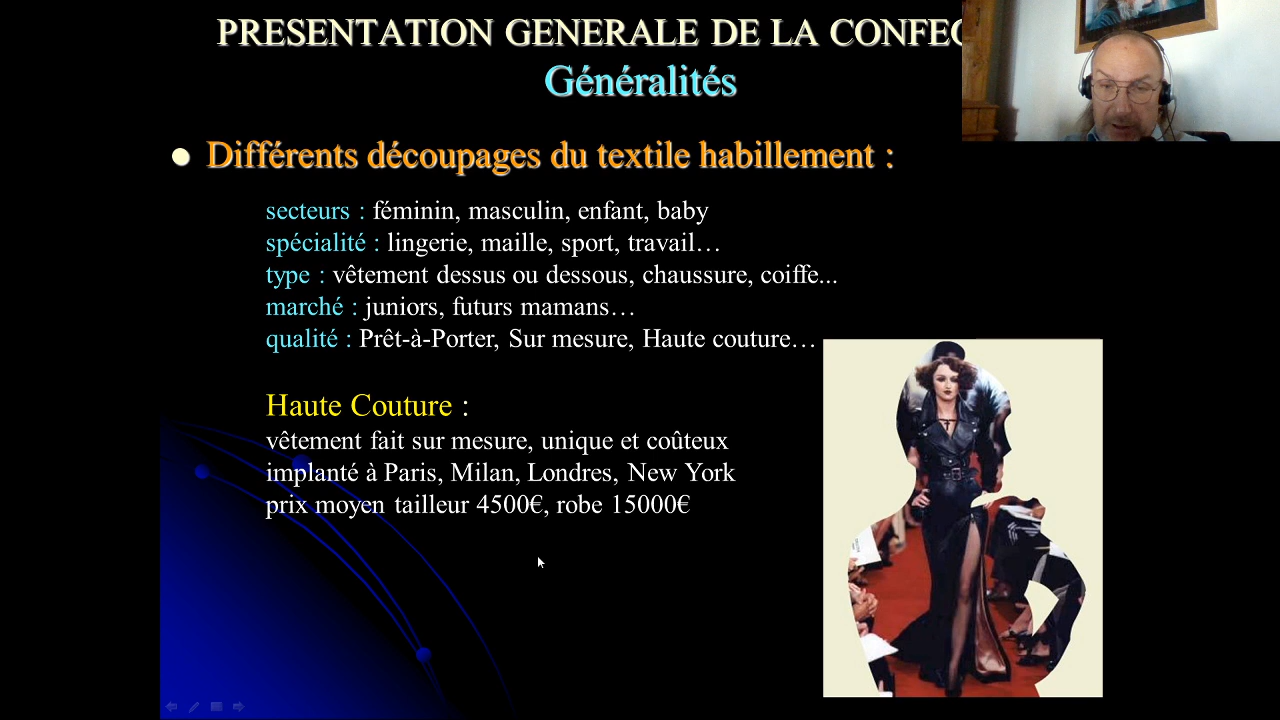 PRESENTATION GENERALE DE LA CONFEC
Généralités
Différents découpages du textile habillement :
secteurs : féminin, masculin, enfant, baby
spécialité : lingerie, maille, sport, travail…
type : vêtement dessus ou dessous, chaussure, coiffe...
marché : juniors, futurs mamans…
qualité : Prêt-à-Porter, Sur mesure, Haute couture…
Haute Couture :
vêtement fait sur mesure, unique et coûteux
implanté à Paris, Milan, Londres, New York
prix moyen tailleur 4500€, robe 15000€